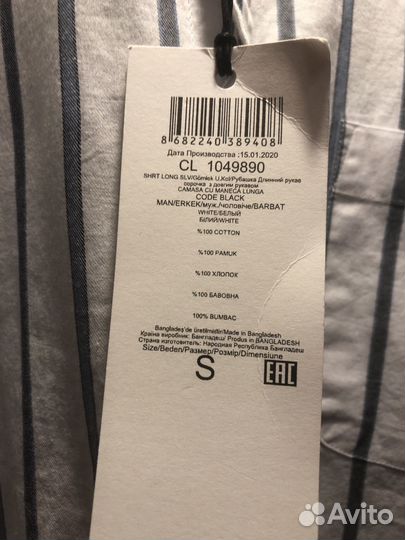 8 682240 389408
Дата Производства :15.01.2020
CL 1049890
SHRT LONG SLV/Gömlek U.Kol/Рубашка Длинний рукав
сорочка з довгим рукавом
CAMASA CU MANECA LUNGA
CODE BLACK
MAN/ERKEK/муж./чоловіче/BARBAT
WHITE/БЕЛЫЙ
БІЛИЙ/WHITE
%100 COTTON
%100 PAMUK
%100 ХЛОПОК
%100 БАВОВНА
100% BUMBAC
Bangladeş'de üretilmiştir/Made in Bangladesh
Країна виробник: Бангладеш/ Produs in BANGLADESH
Страна изготовитель: Народная Республика Бангладеш
Size/Beden/Размер/Розмір/Dimensiune
S
EAC
Avito